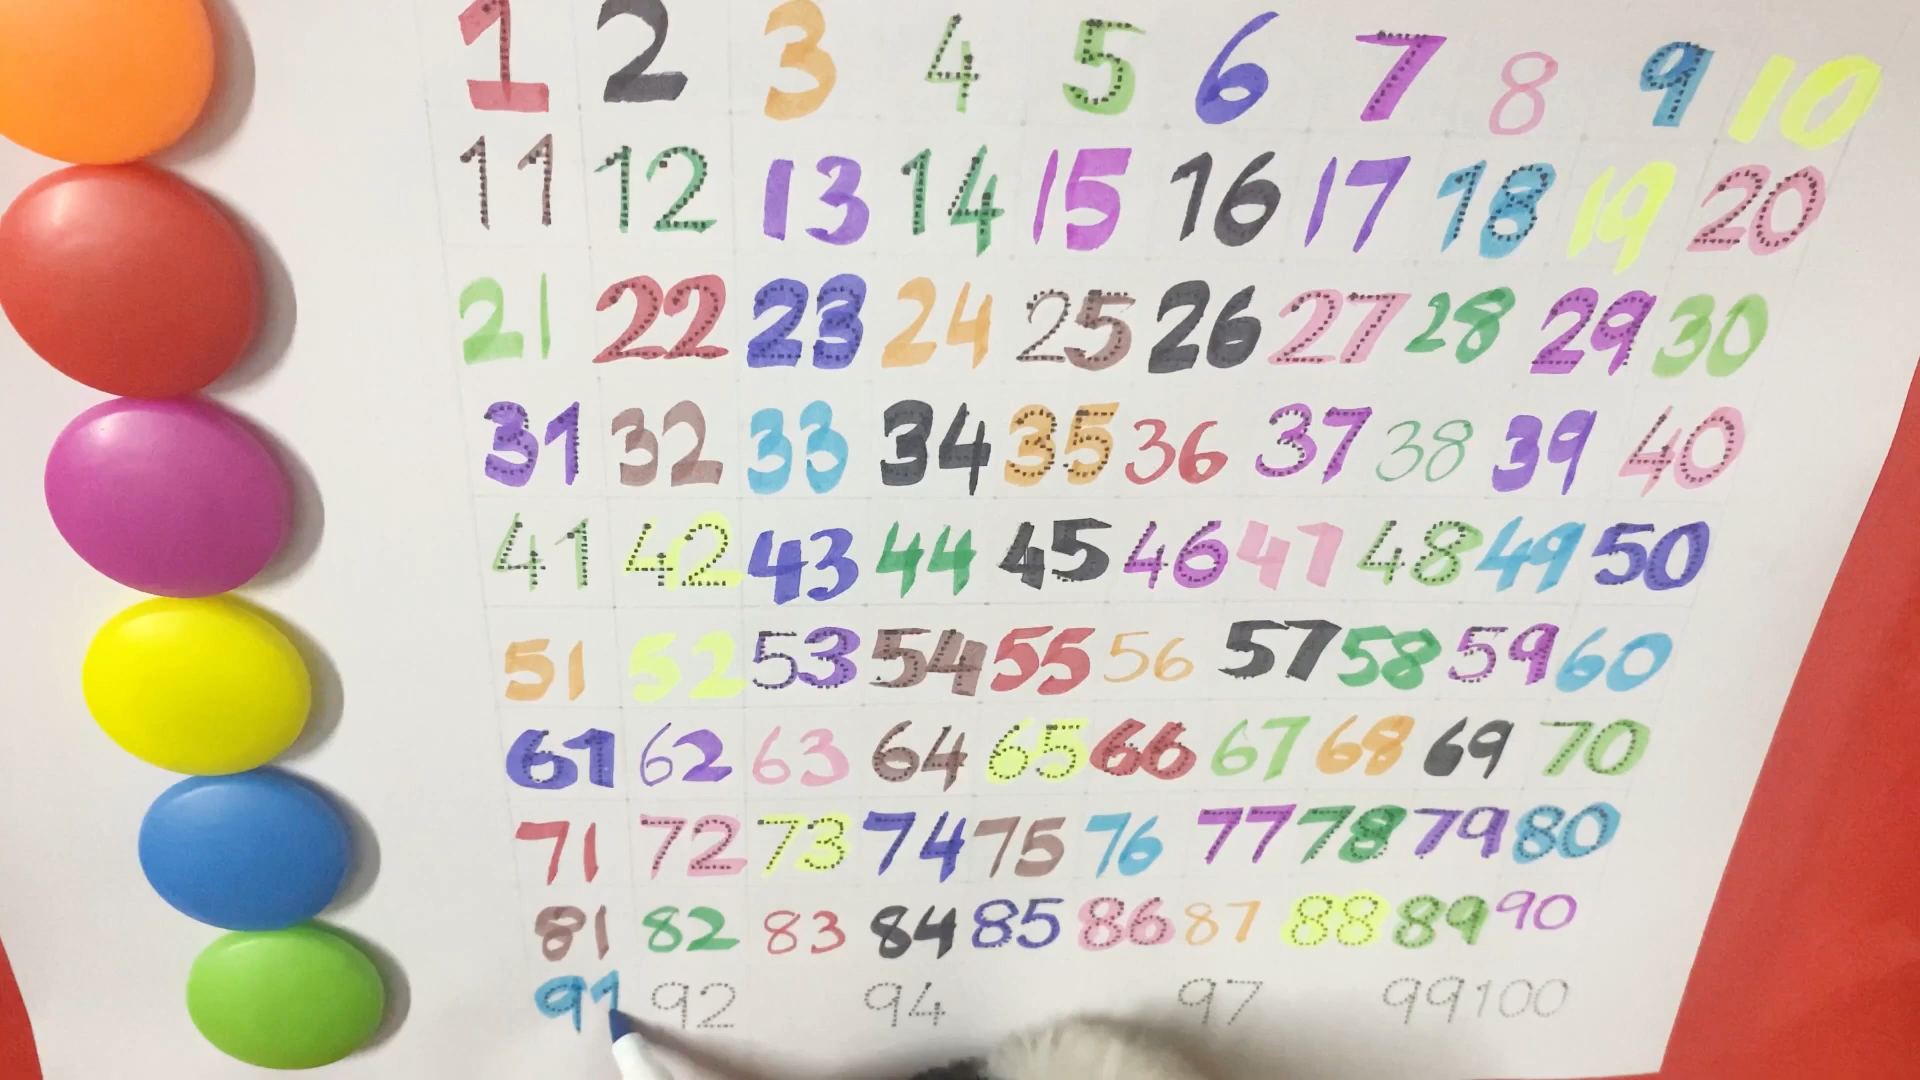 1 2 3 4 5 6 7 8 9 10
11 12 13 14 15 16 17 18 19 20
21 22 23 24 25 26 27 28 29 30
31 32 33 34 35 36 37 38 39 40
41 42 43 44 45 46 47 48 49 50
51 52 53 54 55 56 57 58 59 60
61 62 63 64 65 66 67 68 69 70
71 72 73 74 75 76 77 78 79 80
81 82 83 84 85 86 87 88 89 90
91 92 94 97 99 100